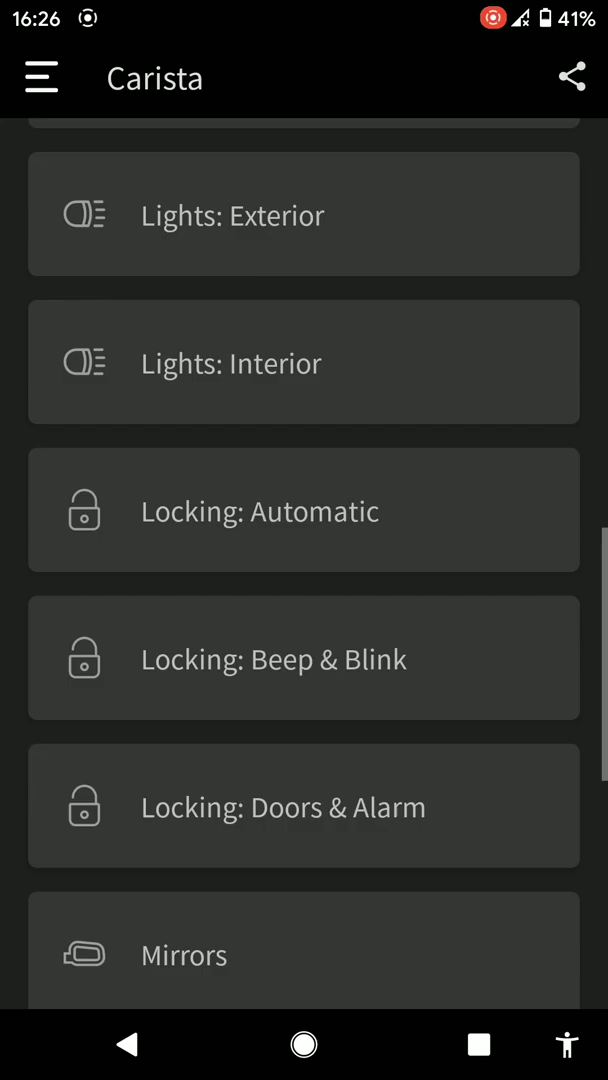 16:26
41%
Carista
Lights: Exterior
Lights: Interior
Locking: Automatic
Locking: Beep & Blink
Locking: Doors & Alarm
Mirrors